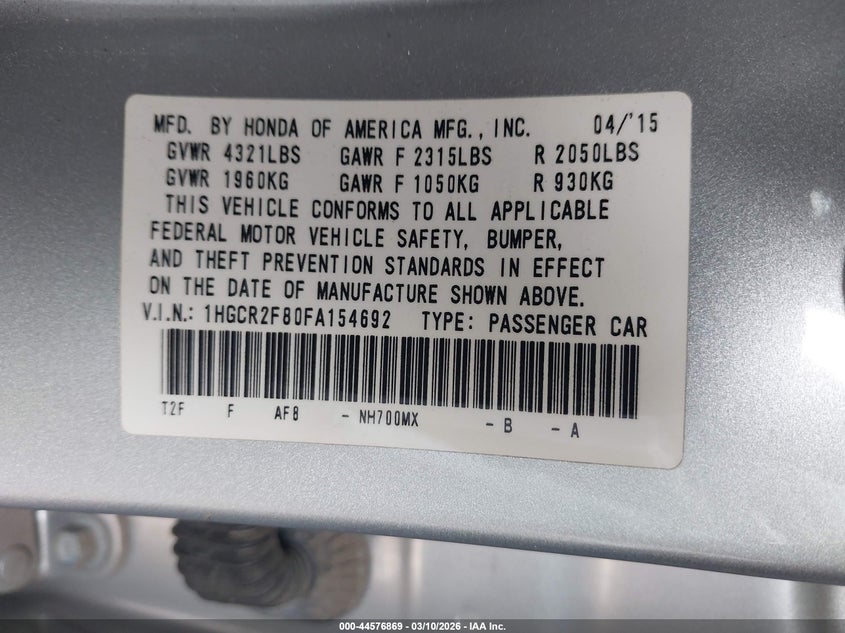 MFD. BY HONDA OF AMERICA MFG., INC. 04/'15
GVWR 4321LBS GAWR F 2315LBS R 2050LBS
GVWR 1960KG GAWR F 1050KG R 930KG
THIS VEHICLE CONFORMS TO ALL APPLICABLE
FEDERAL MOTOR VEHICLE SAFETY, BUMPER,
AND THEFT PREVENTION STANDARDS IN EFFECT
ON THE DATE OF MANUFACTURE SHOWN ABOVE.
V.I.N.: 1HGCR2F80FA154692 TYPE: PASSENGER CAR
T2F F AF8 - NH700MX - B - A
000-44576869 - 03/10/2026 - IAA Inc.